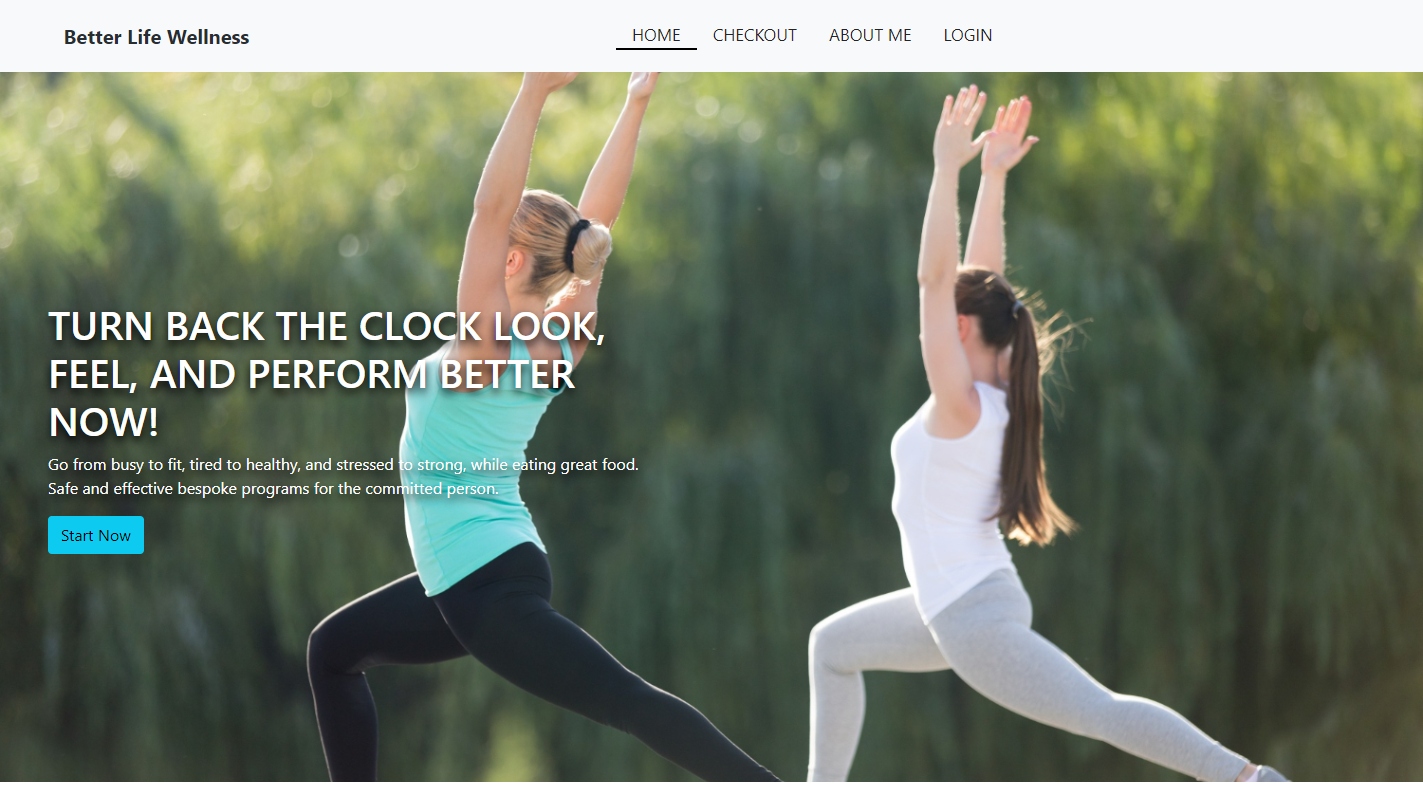 Better Life Wellness
HOME CHECKOUT ABOUT ME LOGIN
TURN BACK THE CLOCK LOOK,
FEEL, AND PERFORM BETTER
NOW!
Go from busy to fit, tired to healthy, and stressed to strong, while eating great food.
Safe and effective bespoke programs for the committed person.
Start Now